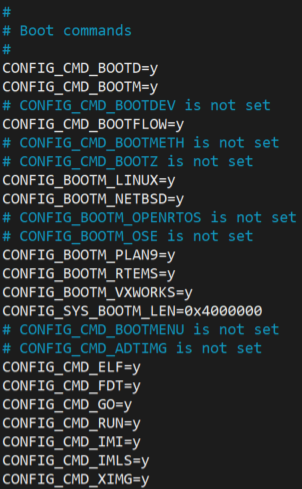 #
# Boot commands
#
CONFIG_CMD_BOOTD=y
CONFIG_CMD_BOOTM=y
# CONFIG_CMD_BOOTDEV is not set
CONFIG_CMD_BOOTFLOW=y
# CONFIG_CMD_BOOTMETH is not set
# CONFIG_CMD_BOOTZ is not set
CONFIG_BOOTM_LINUX=y
CONFIG_BOOTM_NETBSD=y
# CONFIG_BOOTM_OPENRTOS is not set
# CONFIG_BOOTM_OSE is not set
CONFIG_BOOTM_PLAN9=y
CONFIG_BOOTM_RTEMS=y
CONFIG_BOOTM_VXWORKS=y
CONFIG_SYS_BOOTM_LEN=0x4000000
# CONFIG_CMD_BOOTMENU is not set
# CONFIG_CMD_ADTIMG is not set
CONFIG_CMD_ELF=y
CONFIG_CMD_FDT=y
CONFIG_CMD_GO=y
CONFIG_CMD_RUN=y
CONFIG_CMD_IMI=y
CONFIG_CMD_IMLS=y
CONFIG_CMD_XIMG=y